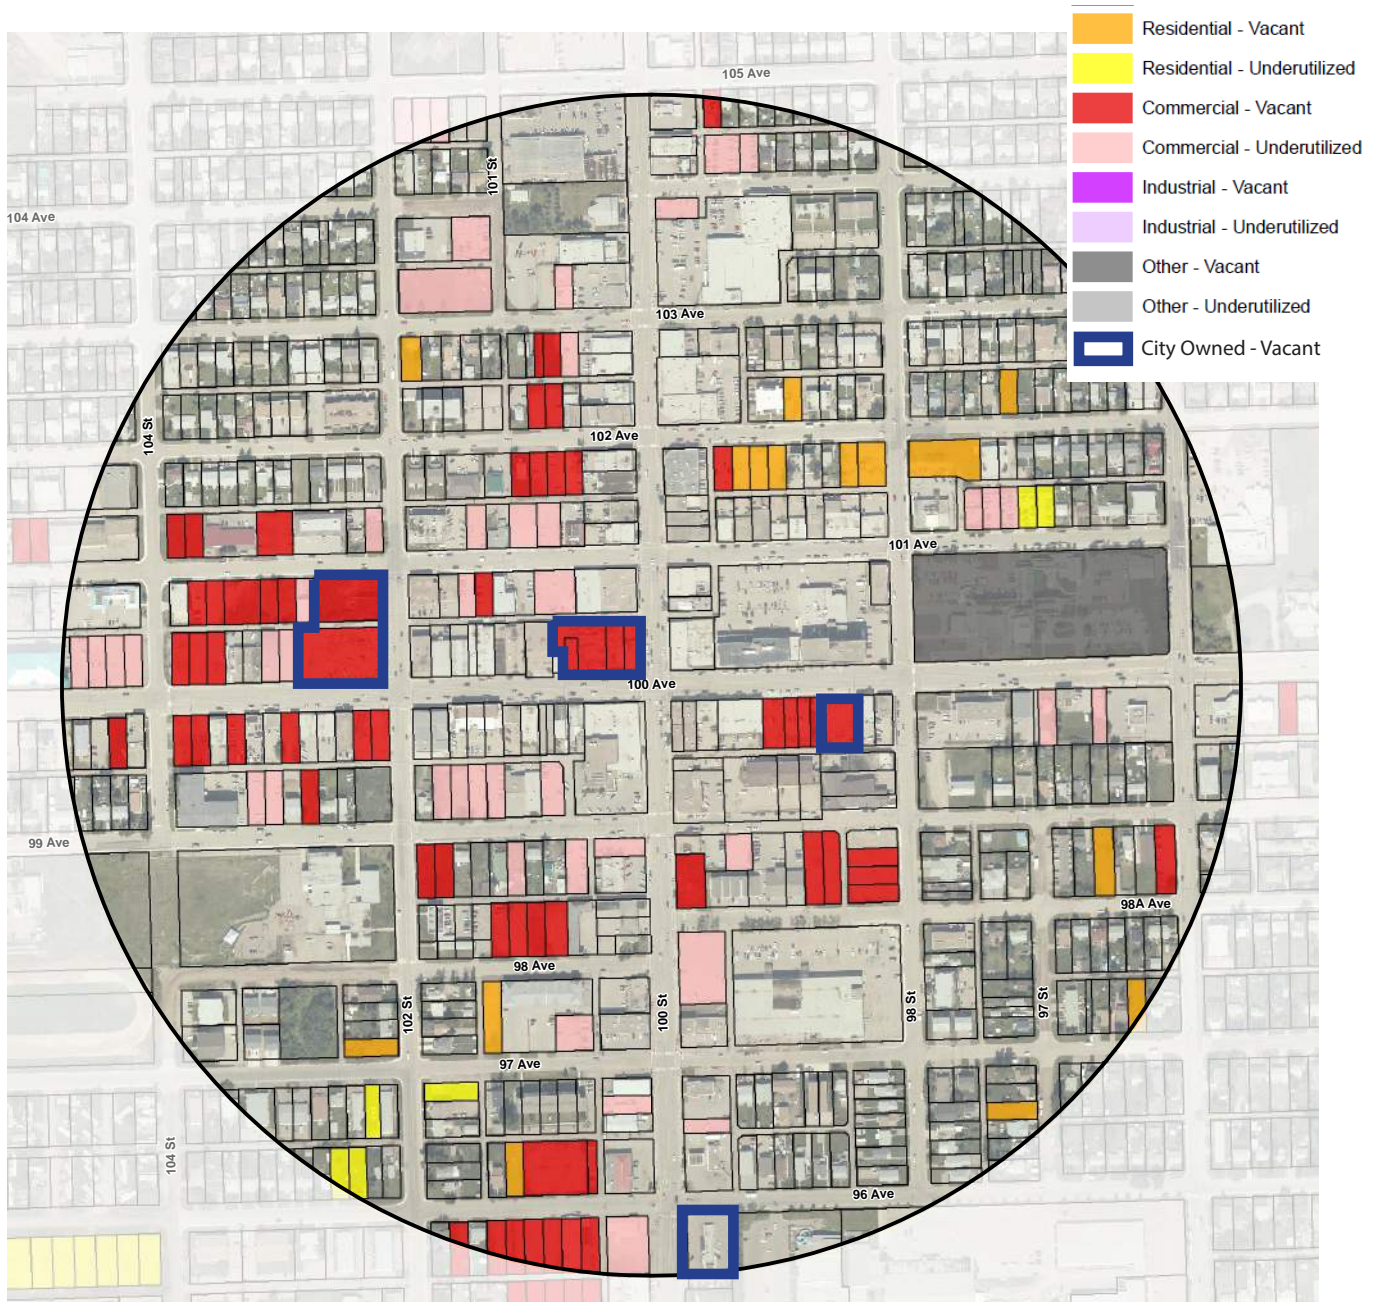 Residential - Vacant
Residential - Underutilized
Commercial - Vacant
Commercial - Underutilized
Industrial - Vacant
Industrial - Underutilized
Other - Vacant
Other - Underutilized
City Owned - Vacant
105 Ave
101 St
104 Ave
103 Ave
104 St
102 Ave
101 Ave
100 Ave
99 Ave
98A Ave
98 Ave
102 St
100 St
98 St
97 St
97 Ave
104 St
96 Ave